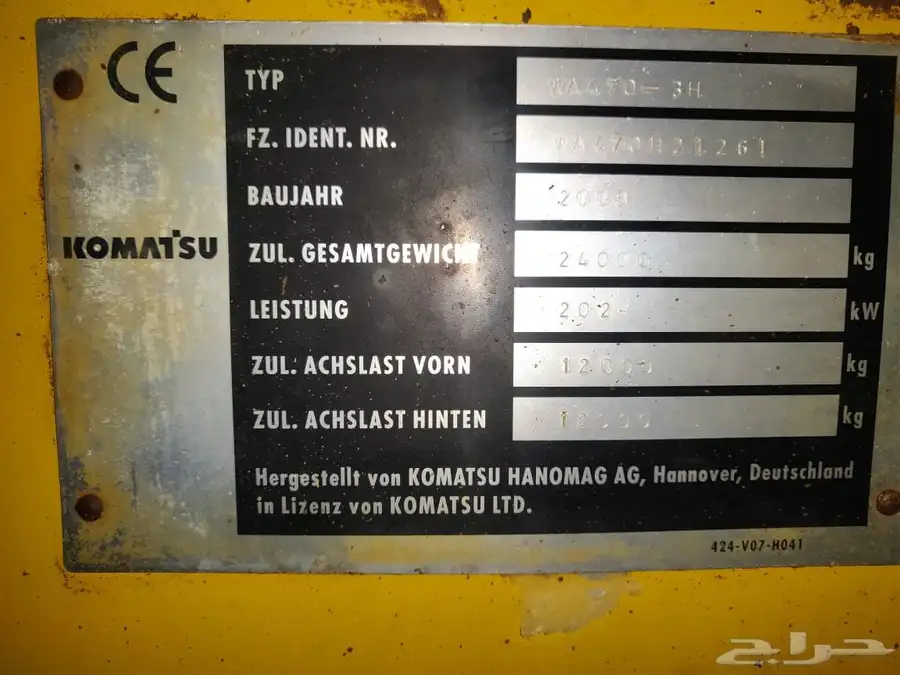 CE
TYP WA470-3H
FZ. IDENT. NR. WA470H21261
BAUJAHR 2000
KOMATSU
ZUL. GESAMTGEWICHT 24000 kg
LEISTUNG 202 kW
ZUL. ACHSLAST VORN 12000 kg
ZUL. ACHSLAST HINTEN 12000 kg
Hergestellt von KOMATSU HANOMAG AG, Hannover, Deutschland
in Lizenz von KOMATSU LTD.
424-V07-H041
حراج